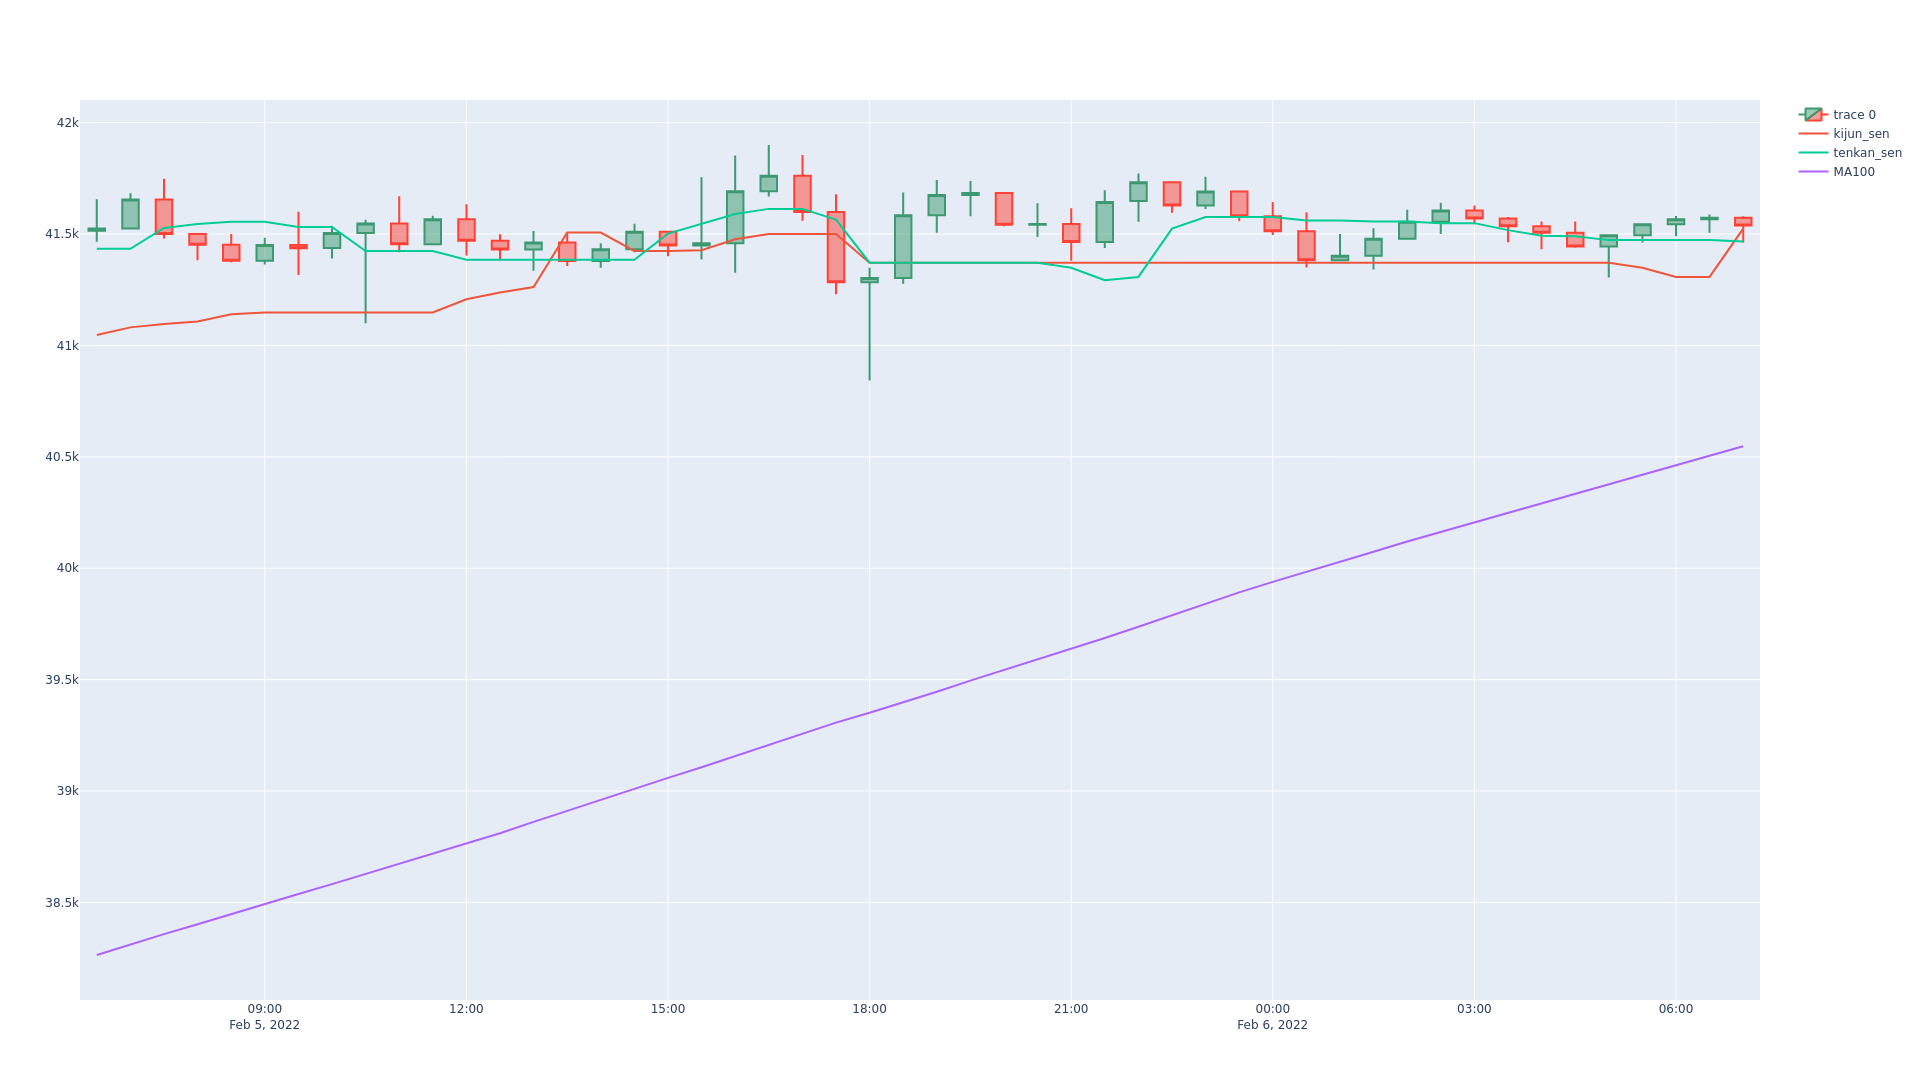 42k
41.5k
41k
40.5k
40k
39.5k
39k
38.5k
09:00
Feb 5, 2022
12:00
15:00
18:00
21:00
00:00
Feb 6, 2022
03:00
06:00
trace 0
kijun_sen
tenkan_sen
MA100